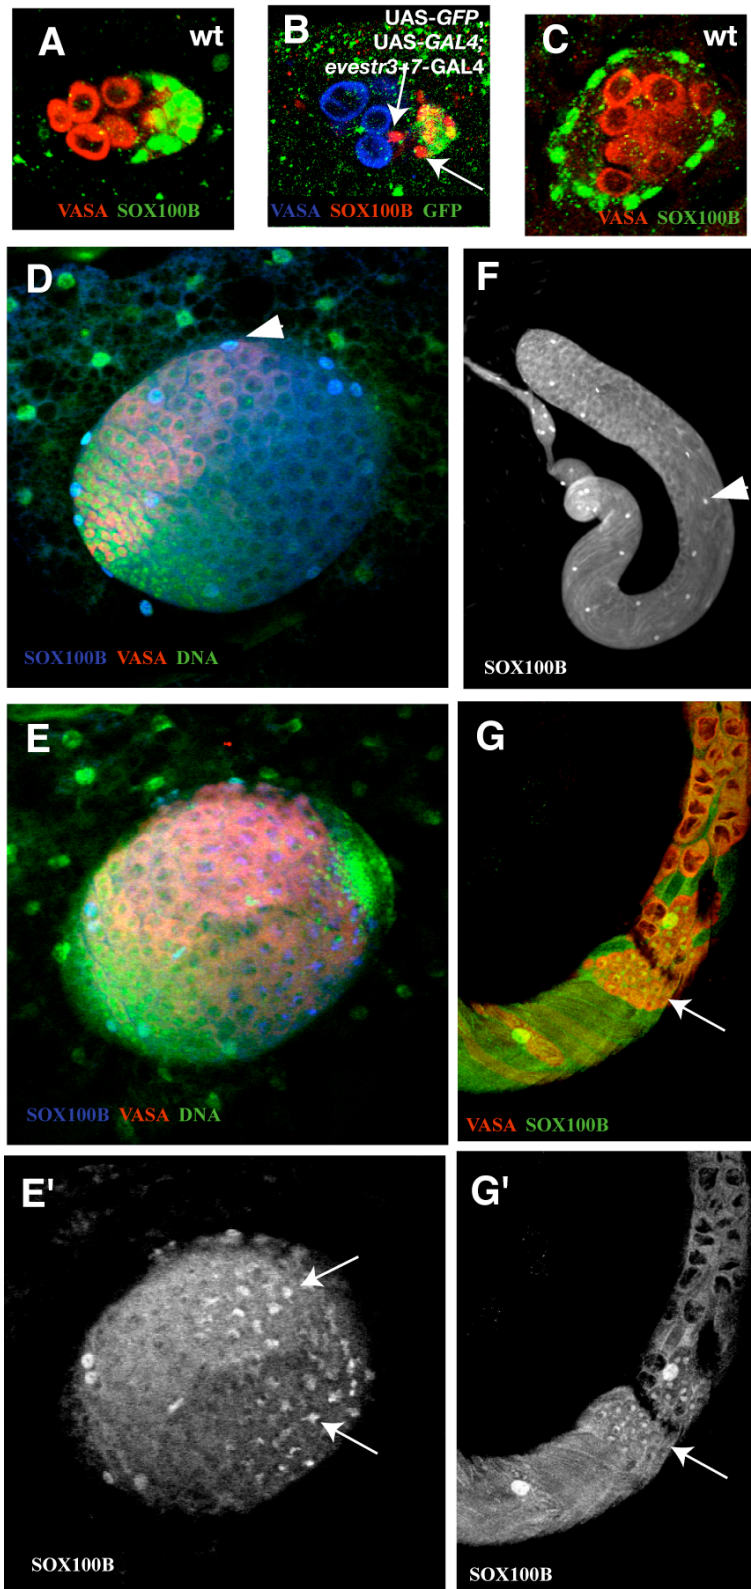 A
wt
VASA SOX100B
B
UAS-GFP,
UAS-GAL4;
evestr3+7-GAL4
VASA SOX100B GFP
C
wt
VASA SOX100B
D
SOX100B VASA DNA
F
SOX100B
E
SOX100B VASA DNA
G
VASA SOX100B
E'
SOX100B
G'
SOX100B